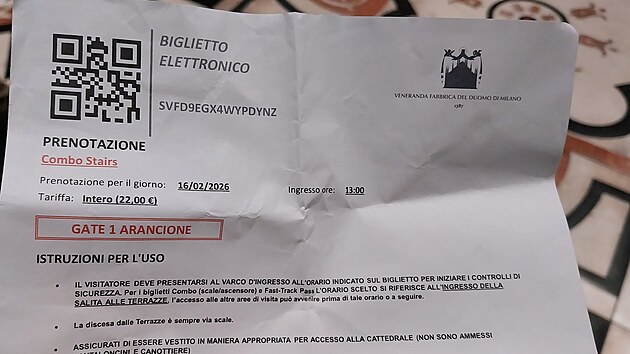 BIGLIETTO
ELETTRONICO
SVFD9EGX4WYPDYNZ
VENERANDA FABBRICA DEL DUOMO DI MILANO
1387
PRENOTAZIONE
Combo Stairs
Prenotazione per il giorno: 16/02/2026 Ingresso ore: 13:00
Tariffa: Intero (22,00 €)
GATE 1 ARANCIONE
ISTRUZIONI PER L'USO
• IL VISITATORE DEVE PRESENTARSI AL VARCO D'INGRESSO ALL'ORARIO INDICATO SUL BIGLIETTO PER INIZIARE I CONTROLLI DI
SICUREZZA. Per i biglietti Combo (scale/ascensore) e Fast-Track Pass L'ORARIO SCELTO SI RIFERISCE ALL'INGRESSO DELLA
SALITA ALLE TERRAZZE, l'accesso alle altre aree di visita può avvenire prima di tale orario o a seguire.
• La discesa dalle Terrazze è sempre via scale.
• ASSICURATI DI ESSERE VESTITO IN MANIERA APPROPRIATA PER ACCESSO ALLA CATTEDRALE (NON SONO AMMESSI
CANOTTIERE)